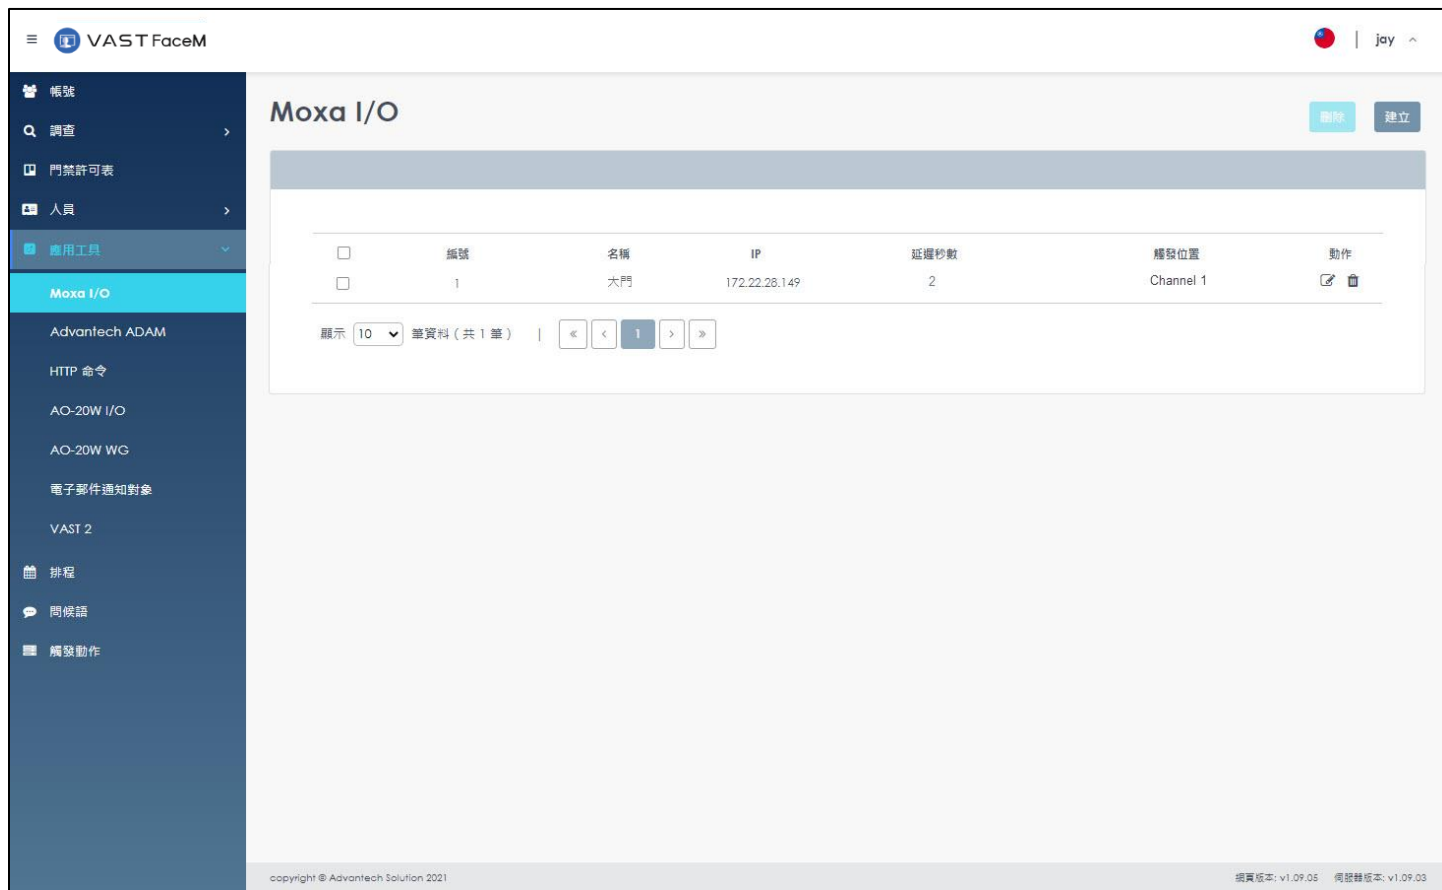 VAST FaceM
jay
帳號
調查
門禁許可表
人員
應用工具
Moxa I/O
Advantech ADAM
HTTP 命令
AO-20W I/O
AO-20W WG
電子郵件通知對象
VAST 2
排程
問候語
觸發動作
Moxa I/O
刪除 建立
編號 名稱 IP 延遲秒數 觸發位置 動作
1 大門 172.22.28.149 2 Channel 1
顯示 10 筆資料 ( 共 1 筆 ) | « ‹ 1 › »
copyright © Advantech Solution 2021
網頁版本: v1.09.05 伺服器版本: v1.09.03